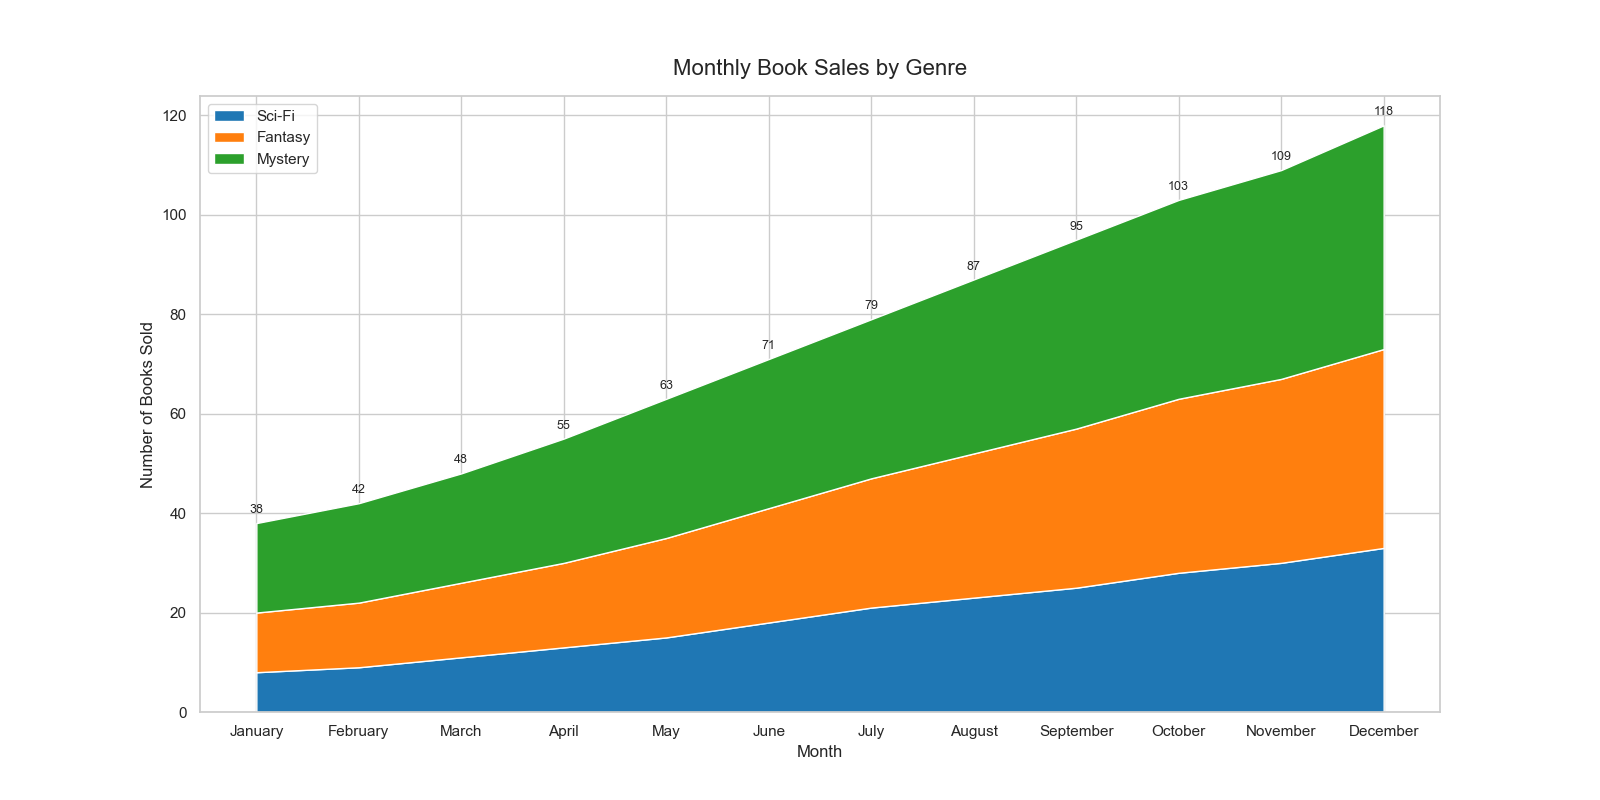 Monthly Book Sales by Genre
Sci-Fi
Fantasy
Mystery
Number of Books Sold
120
100
80
60
40
20
0
38
42
48
55
63
71
79
87
95
103
109
118
January February March April May June July August September October November December
Month